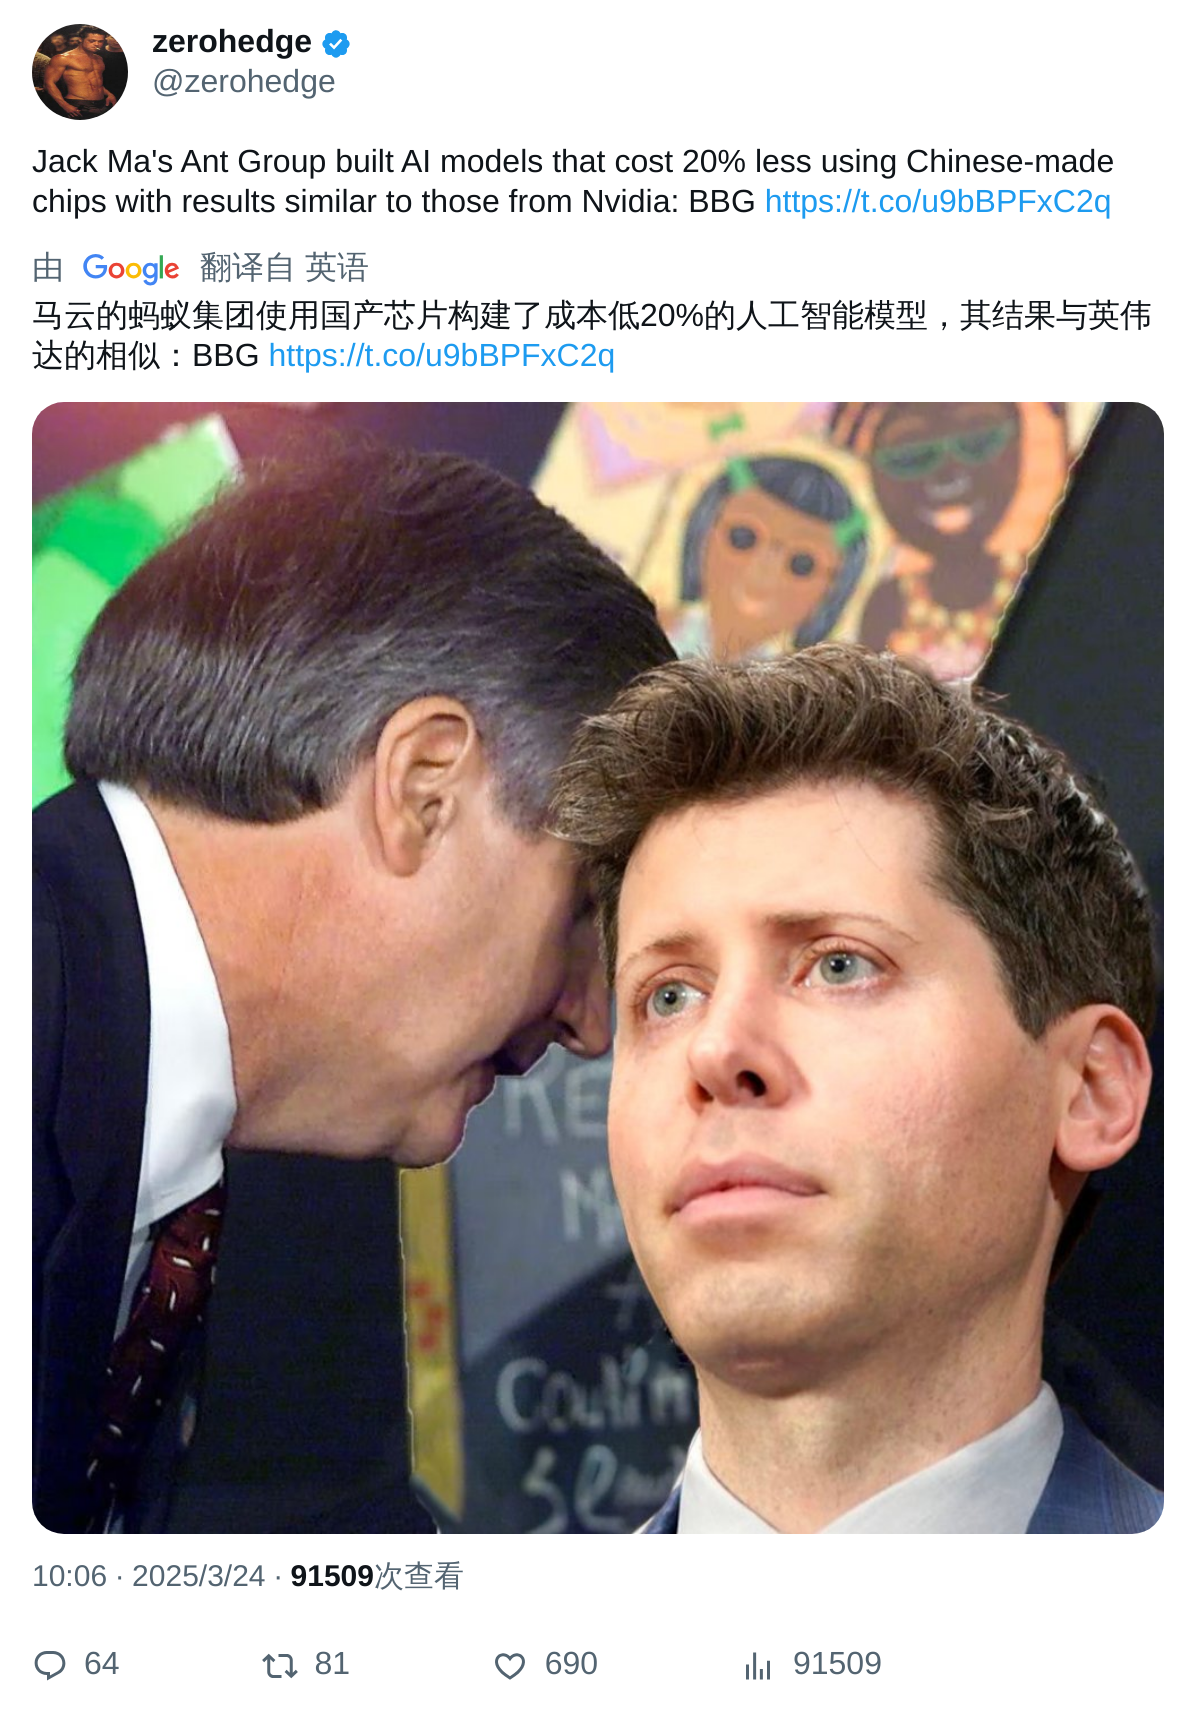 zerohedge
@zerohedge
Jack Ma's Ant Group built AI models that cost 20% less using Chinese-made
chips with results similar to those from Nvidia: BBG https://t.co/u9bBPFxC2q
由 Google 翻译自 英语
马云的蚂蚁集团使用国产芯片构建了成本低20%的人工智能模型，其结果与英伟
达的相似：BBG https://t.co/u9bBPFxC2q
10:06 · 2025/3/24 · 91509次查看
64 81 690 91509